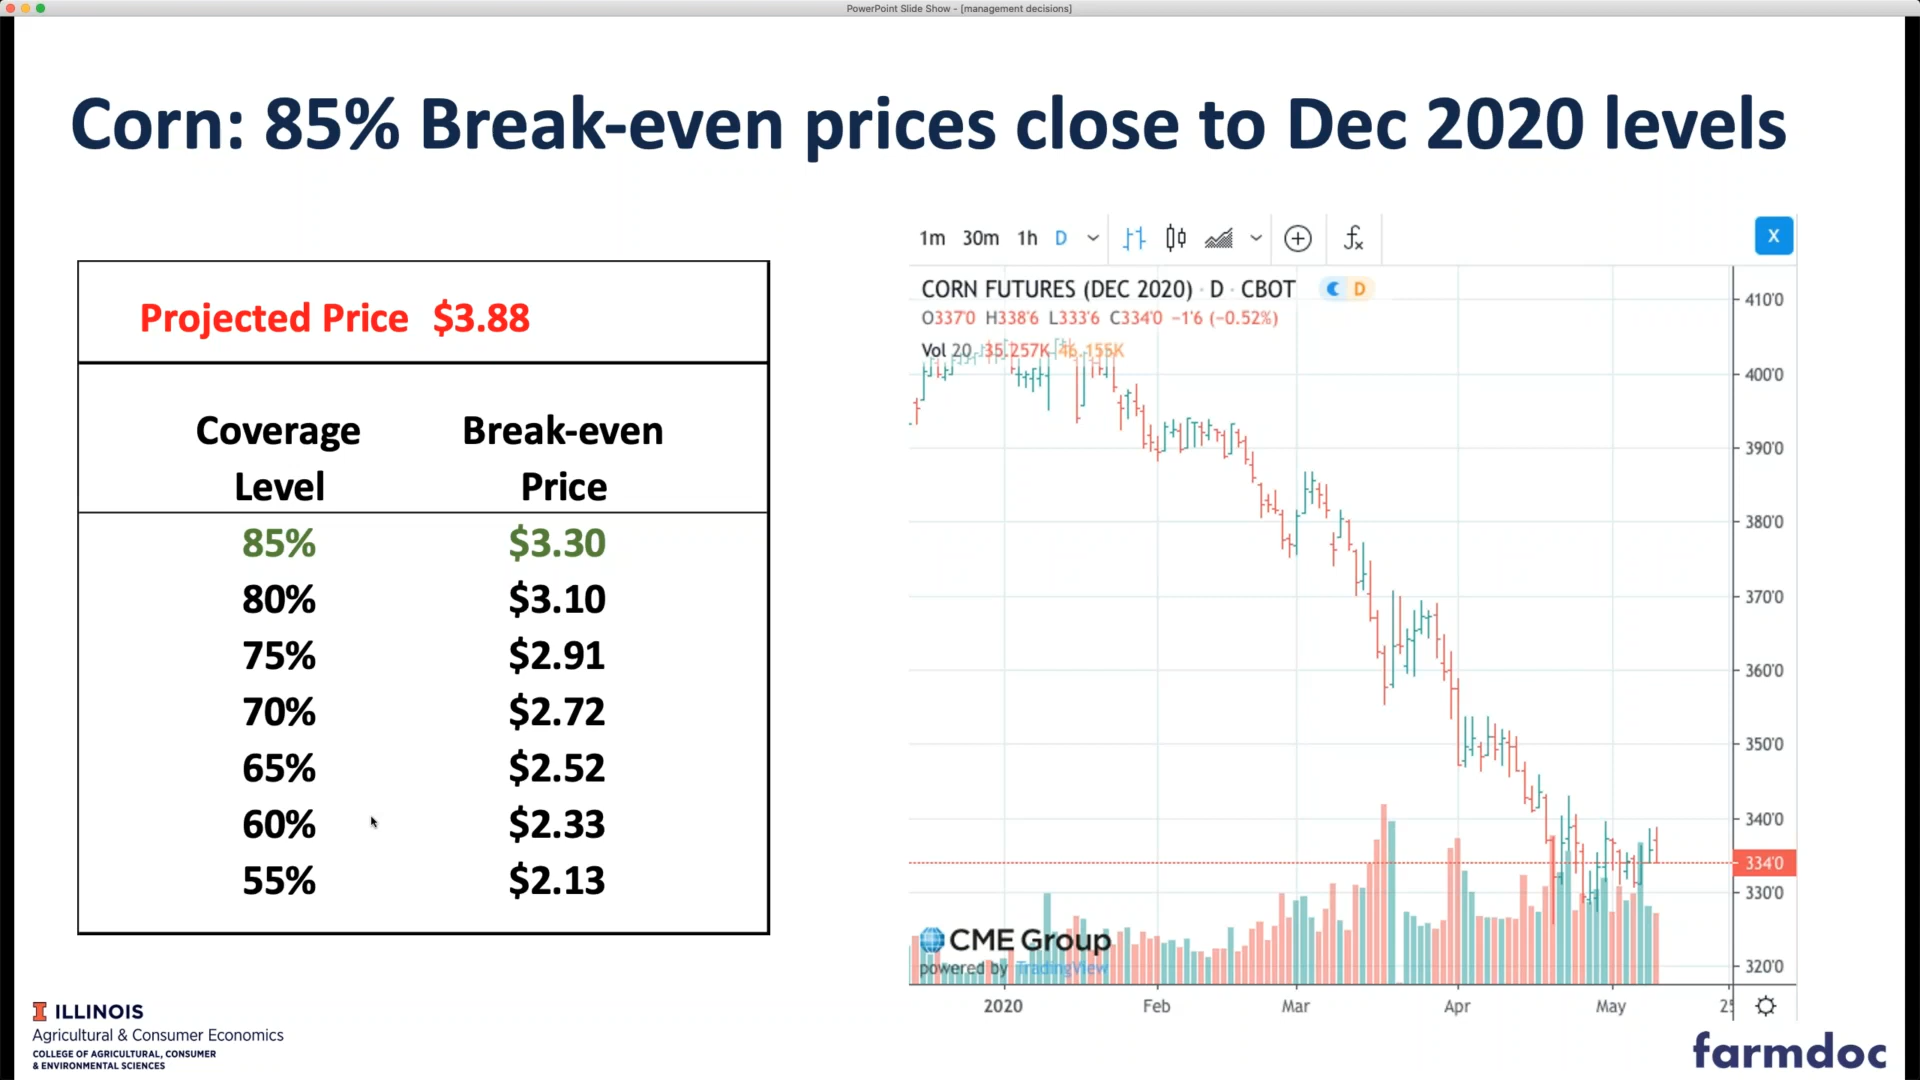 PowerPoint Slide Show - [management decisions]
Corn: 85% Break-even prices close to Dec 2020 levels
Projected Price $3.88
Coverage Level Break-even Price
85% $3.30
80% $3.10
75% $2.91
70% $2.72
65% $2.52
60% $2.33
55% $2.13
1m 30m 1h D
X
CORN FUTURES (DEC 2020) · D · CBOT D
O337'0 H338'6 L333'6 C334'0 −1'6 (−0.52%)
Vol 20 35.257K 46.155K
410'0
400'0
390'0
380'0
370'0
360'0
350'0
340'0
334'0
330'0
320'0
CME Group
powered by TradingView
2020 Feb Mar Apr May
ILLINOIS
Agricultural & Consumer Economics
COLLEGE OF AGRICULTURAL, CONSUMER
& ENVIRONMENTAL SCIENCES
farmdoc